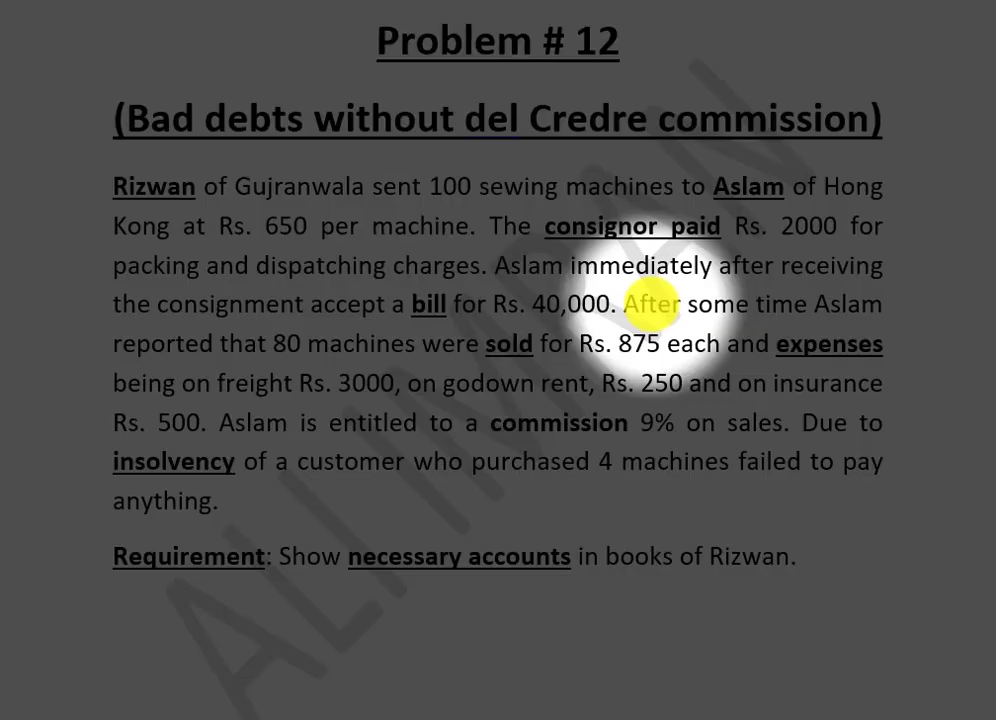 Problem # 12
(Bad debts without del Credre commission)
Rizwan of Gujranwala sent 100 sewing machines to Aslam of Hong
Kong at Rs. 650 per machine. The consignor paid Rs. 2000 for
packing and dispatching charges. Aslam immediately after receiving
the consignment accept a bill for Rs. 40,000. After some time Aslam
reported that 80 machines were sold for Rs. 875 each and expenses
being on freight Rs. 3000, on godown rent, Rs. 250 and on insurance
Rs. 500. Aslam is entitled to a commission 9% on sales. Due to
insolvency of a customer who purchased 4 machines failed to pay
anything.
Requirement: Show necessary accounts in books of Rizwan.
ALI IMRAN